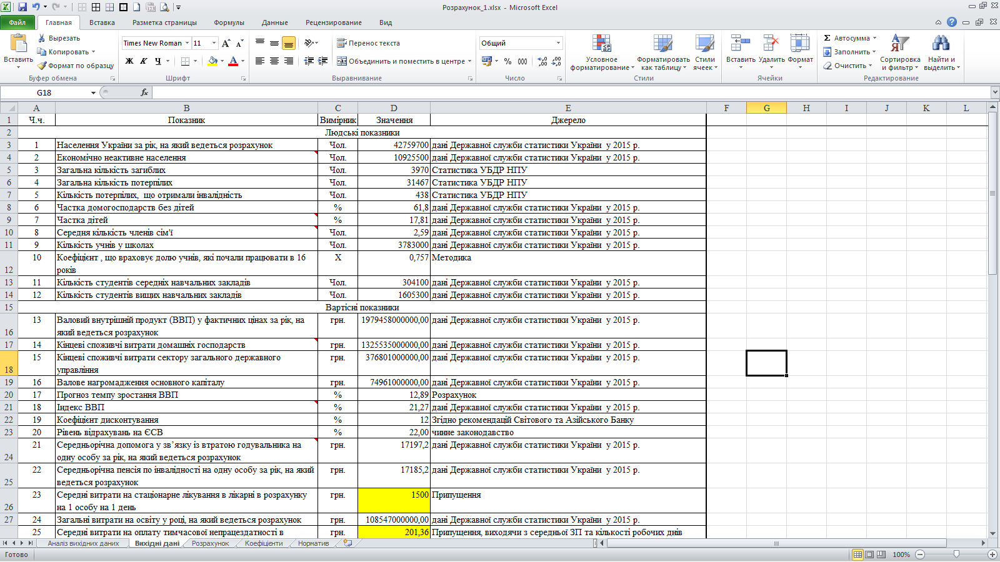 Розрахунок_1.xlsx - Microsoft Excel
Файл Главная Вставка Разметка страницы Формулы Данные Рецензирование Вид
Вставить
Вырезать
Копировать
Формат по образцу
Буфер обмена
Times New Roman 11
Ж К Ч
Шрифт
Перенос текста
Объединить и поместить в центре
Выравнивание
Общий
% 000
Число
Условное форматирование
Форматировать как таблицу
Стили ячеек
Стили
Вставить Удалить Формат
Ячейки
Σ Автосумма
Заполнить
Очистить
Сортировка и фильтр
Найти и выделить
Редактирование
G18 fx
A B C D E F G H I J K L
1 Ч.ч. Показник Вимірник Значення Джерело
2 Людські показники
3 1 Населення України за рік, на який ведеться розрахунок Чол. 42759700 дані Державної служби статистики України у 2015 р.
4 2 Економічно неактивне населення Чол. 10925500 дані Державної служби статистики України у 2015 р.
5 3 Загальна кількість загиблих Чол. 3970 Статистика УБДР НПУ
6 4 Загальна кількість потерпілих Чол. 31467 Статистика УБДР НПУ
7 5 Кількість потерпілих, що отримали інвалідність Чол. 438 Статистика УБДР НПУ
8 6 Частка домогосподарств без дітей % 61,8 дані Державної служби статистики України у 2015 р.
9 7 Частка дітей % 17,81 дані Державної служби статистики України у 2015 р.
10 8 Середня кількість членів сім'ї Чол. 2,59 дані Державної служби статистики України у 2015 р.
11 9 Кількість учнів у школах Чол. 3783000 дані Державної служби статистики України у 2015 р.
10 Коефіцієнт , що враховує долю учнів, які почали працювати в 16 Х 0,757 Методика
12 років
13 11 Кількість студентів середніх навчальних закладів Чол. 304100 дані Державної служби статистики України у 2015 р.
14 12 Кількість студентів вищих навчальних закладів Чол. 1605300 дані Державної служби статистики України у 2015 р.
15 Вартісні показники
13 Валовий внутрішній продукт (ВВП) у фактичних цінах за рік, на грн. 1979458000000,00 дані Державної служби статистики України у 2015 р.
16 який ведеться розрахунок
17 14 Кінцеві споживчі витрати домашніх господарств грн. 1325535000000,00 дані Державної служби статистики України у 2015 р.
15 Кінцеві споживчі витрати сектору загального державного грн. 376801000000,00 дані Державної служби статистики України у 2015 р.
18 управління
19 16 Валове нагромадження основного капіталу грн. 74961000000,00 дані Державної служби статистики України у 2015 р.
20 17 Прогноз темпу зростання ВВП % 12,89 Розрахунок
21 18 Індекс ВВП % 21,27 дані Державної служби статистики України у 2015 р.
22 19 Коефіцієнт дисконтування % 12 Згідно рекомендацій Світового та Азійського Банку
23 20 Рівень відрахувань на ЄСВ % 22,00 чинне законодавство
21 Середньорічна допомога у зв’язку із втратою годувальника на грн. 17197,2 дані Державної служби статистики України у 2015 р.
24 одну особу за рік, на який ведеться розрахунок
22 Середньорічна пенсія по інвалідності на одну особу за рік, на який грн. 17185,2 дані Державної служби статистики України у 2015 р.
25 ведеться розрахунок
23 Середні витрати на стаціонарне лікування в лікарні в розрахунку грн. 1500 Припущення
26 на 1 особу на 1 день
27 24 Загальні витрати на освіту у році, на який ведеться розрахунок грн. 108547000000,00 дані Державної служби статистики України у 2015 р.
25 Середні витрати на оплату тимчасової непрацездатності в грн. 201,36 Припущення, виходячи з середньої ЗП та кількості робочих днів
Аналіз вихідних даних Вихідні дані Розрахунок Коефіцієнти Норматив
Готово 100%